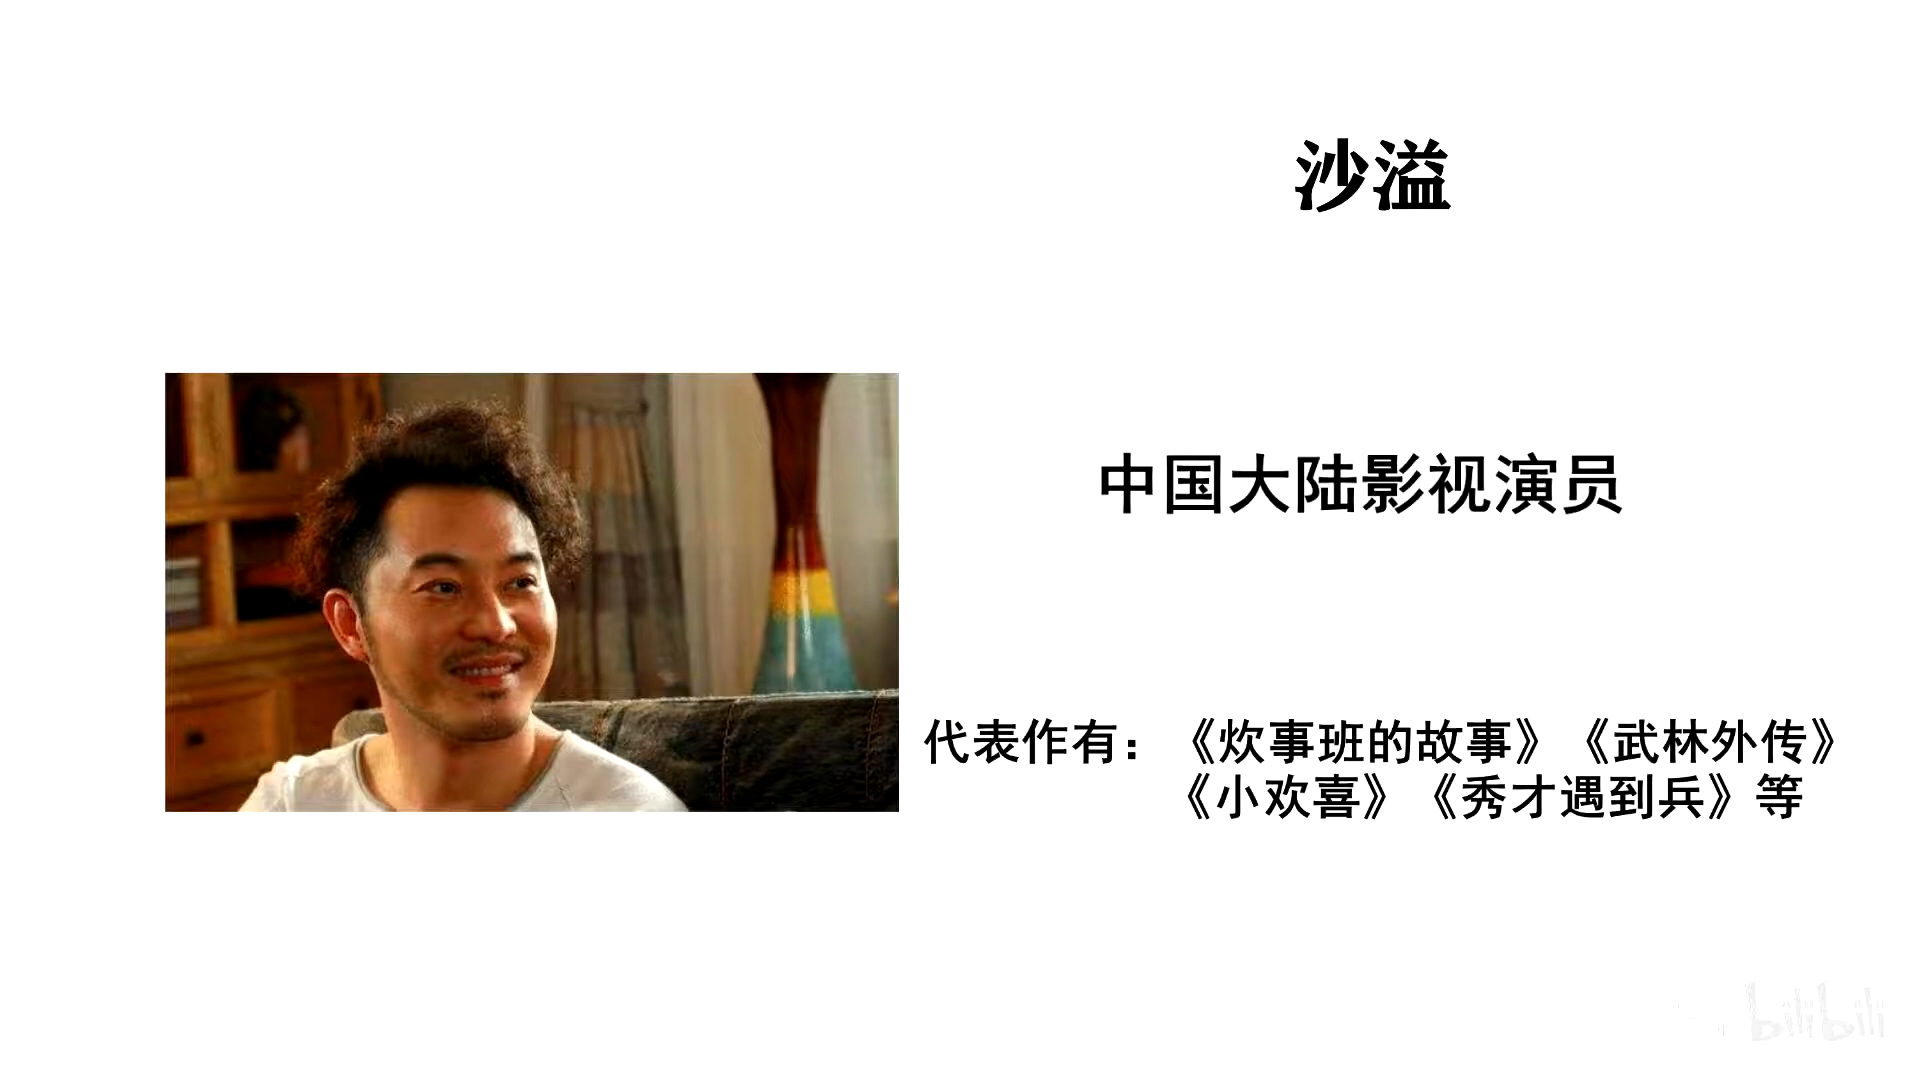 沙溢
中国大陆影视演员
代表作有：《炊事班的故事》《武林外传》
《小欢喜》《秀才遇到兵》等
bilibili